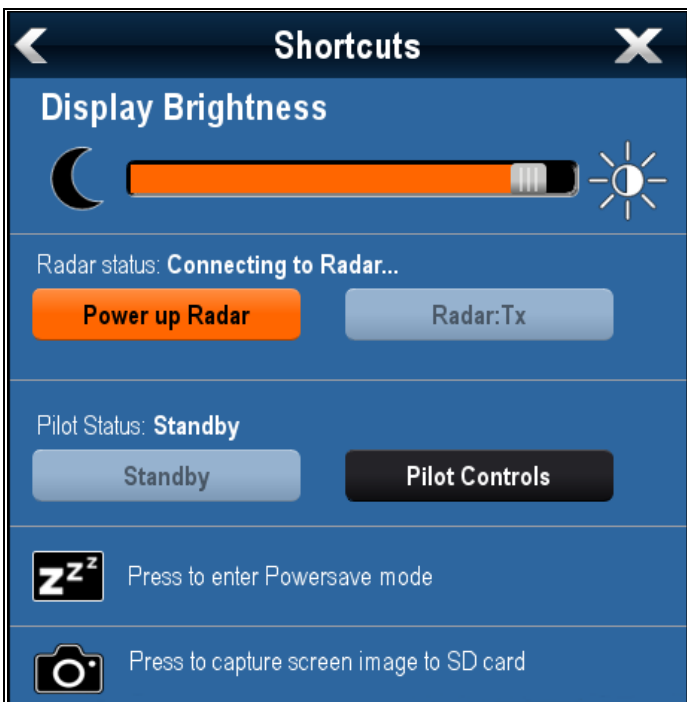 Shortcuts
Display Brightness
Radar status: Connecting to Radar...
Power up Radar Radar:Tx
Pilot Status: Standby
Standby Pilot Controls
zzz Press to enter Powersave mode
Press to capture screen image to SD card